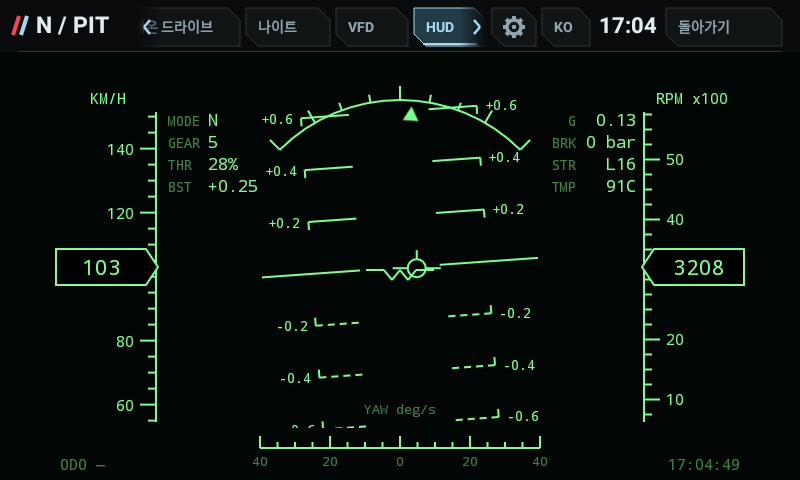 // N / PIT
드라이브
나이트
VFD
HUD
KO
17:04
돌아가기
KM/H
RPM x100
MODE N
GEAR 5
THR 28%
BST +0.25
G 0.13
BRK 0 bar
STR L16
TMP 91C
140
120
103
80
60
50
40
3208
20
10
+0.6
+0.6
+0.4
+0.4
+0.2
+0.2
-0.2
-0.2
-0.4
-0.4
-0.6
YAW deg/s
40
20
0
20
40
ODO —
17:04:49